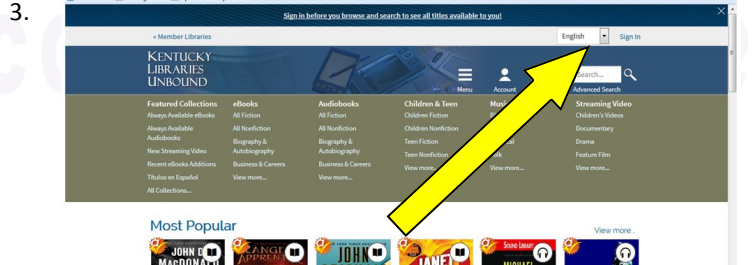 3.
Sign in before you browse and search to see all titles available to you!
« Member Libraries
English
Sign In
KENTUCKY
LIBRARIES
UNBOUND
Menu
Account
Search...
Advanced Search
Featured Collections
Always Available eBooks
Always Available
Audiobooks
New Streaming Video
Recent eBooks Additions
Títulos en Español
All Collections...
eBooks
All Fiction
All Nonfiction
Biography &
Autobiography
Business & Careers
View more...
Audiobooks
All Fiction
All Nonfiction
Biography &
Autobiography
Business & Careers
View more...
Children & Teen
Children Fiction
Children Nonfiction
Teen Fiction
Teen Nonfiction
View more...
View more...
Streaming Video
Children's Videos
Documentary
Drama
Feature Film
View more...
Most Popular
View more..
JOHN D
MACDONALD
JOHN
JANET
SOUND LIBRARY
MICHAEL